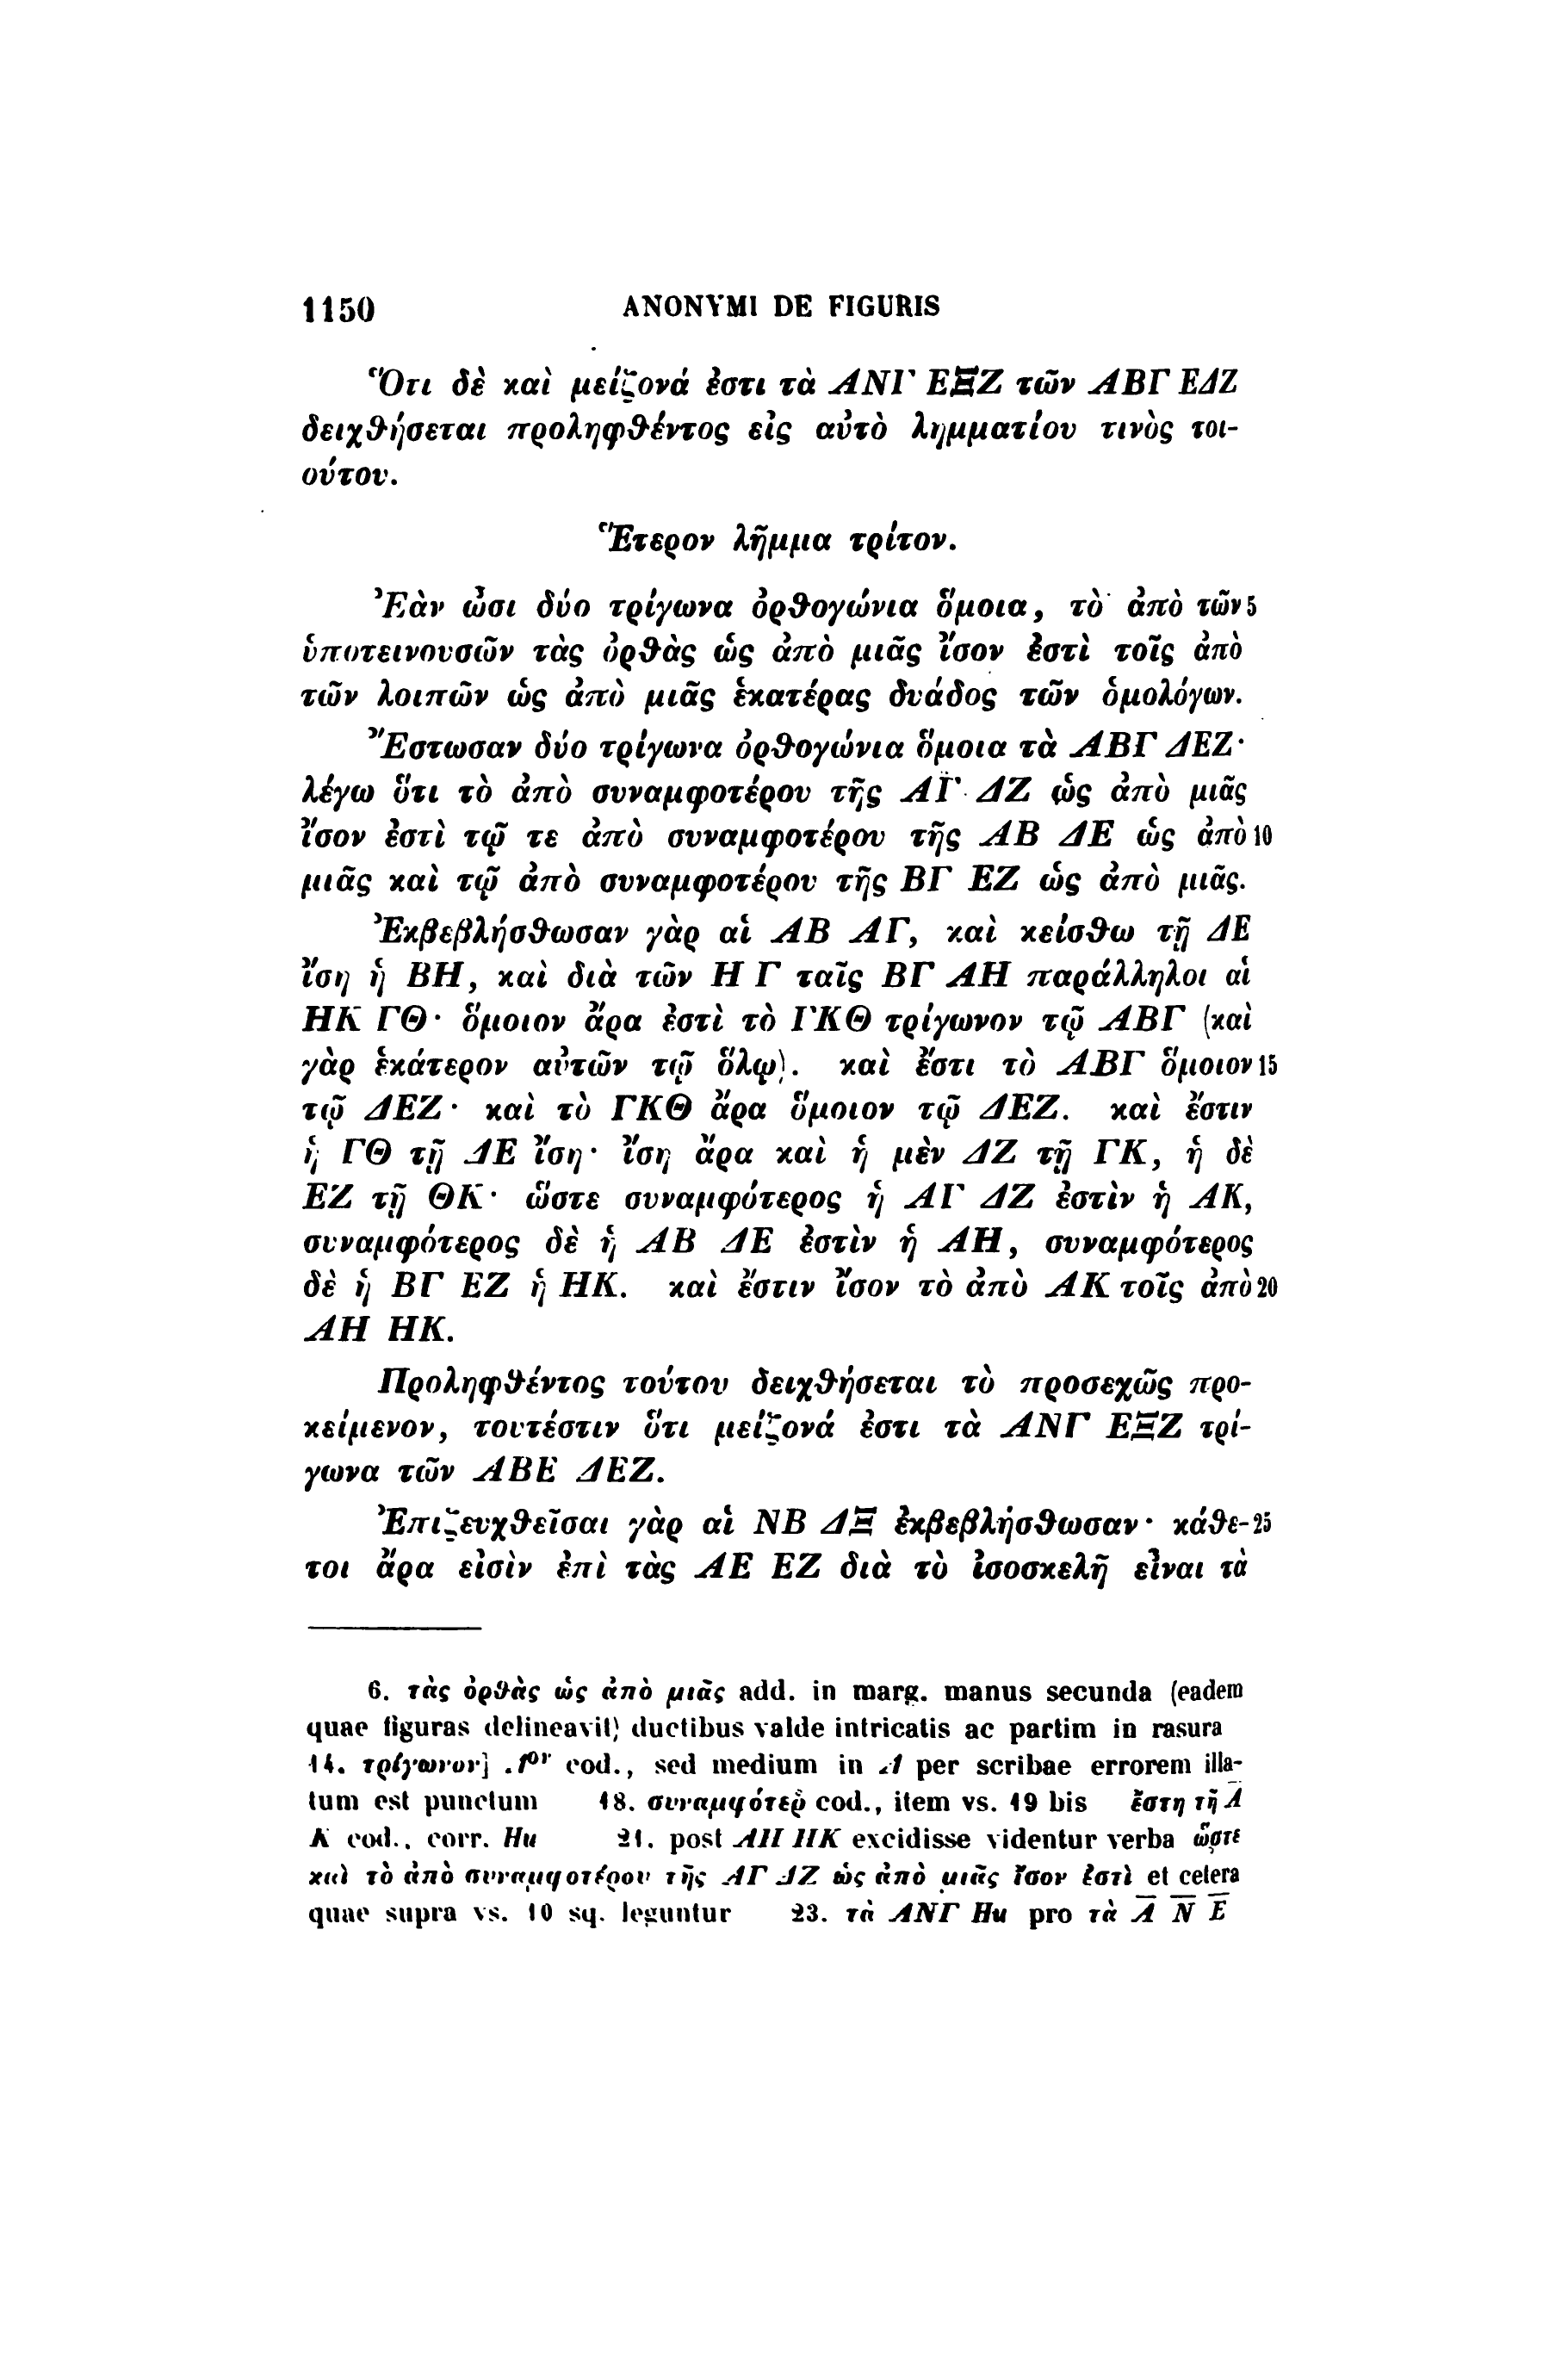 1150 ANONYMI DE FIGURIS
Ὅτι δὲ καὶ μείζονά ἐστι τὰ ΑΝΓ ΕΞΖ τῶν ΑΒΓ ΕΔΖ
δειχθήσεται προληφθέντος εἰς αὐτὸ λημματίου τινὸς τοι-
ούτου.
Ἕτερον λῆμμα τρίτον.
Ἐὰν ὦσι δύο τρίγωνα ὀρθογώνια ὅμοια, τὸ ἀπὸ τῶν 5
ὑποτεινουσῶν τὰς ὀρθὰς ὡς ἀπὸ μιᾶς ἴσον ἐστὶ τοῖς ἀπὸ
τῶν λοιπῶν ὡς ἀπὸ μιᾶς ἑκατέρας δυάδος τῶν ὁμολόγων.
Ἔστωσαν δύο τρίγωνα ὀρθογώνια ὅμοια τὰ ΑΒΓ ΔΕΖ·
λέγω ὅτι τὸ ἀπὸ συναμφοτέρου τῆς ΑΓ ΔΖ ὡς ἀπὸ μιᾶς
ἴσον ἐστὶ τῷ τε ἀπὸ συναμφοτέρου τῆς ΑΒ ΔΕ ὡς ἀπὸ 10
μιᾶς καὶ τῷ ἀπὸ συναμφοτέρου τῆς ΒΓ ΕΖ ὡς ἀπὸ μιᾶς.
Ἐκβεβλήσθωσαν γὰρ αἱ ΑΒ ΑΓ, καὶ κείσθω τῇ ΔΕ
ἴση ἡ ΒΗ, καὶ διὰ τῶν Η Γ ταῖς ΒΓ ΑΗ παράλληλοι αἱ
ΗΚ ΓΘ· ὅμοιον ἄρα ἐστὶ τὸ ΓΚΘ τρίγωνον τῷ ΑΒΓ (καὶ
γὰρ ἑκάτερον αὐτῶν τῷ ὅλῳ). καὶ ἔστι τὸ ΑΒΓ ὅμοιον 15
τῷ ΔΕΖ· καὶ τὸ ΓΚΘ ἄρα ὅμοιον τῷ ΔΕΖ. καὶ ἔστιν
ἡ ΓΘ τῇ ΔΕ ἴση· ἴση ἄρα καὶ ἡ μὲν ΔΖ τῇ ΓΚ, ἡ δὲ
ΕΖ τῇ ΘΚ· ὥστε συναμφότερος ἡ ΑΓ ΔΖ ἐστὶν ἡ ΑΚ,
συναμφότερος δὲ ἡ ΑΒ ΔΕ ἐστὶν ἡ ΑΗ, συναμφότερος
δὲ ἡ ΒΓ ΕΖ ἡ ΗΚ. καὶ ἔστιν ἴσον τὸ ἀπὸ ΑΚ τοῖς ἀπὸ 20
ΑΗ ΗΚ.
Προληφθέντος τούτου δειχθήσεται τὸ προσεχῶς προ-
κείμενον, τουτέστιν ὅτι μείζονά ἐστι τὰ ΑΝΓ ΕΞΖ τρί-
γωνα τῶν ΑΒΕ ΔΕΖ.
Ἐπιζευχθεῖσαι γὰρ αἱ ΝΒ ΔΞ ἐκβεβλήσθωσαν· κάθε- 25
τοι ἄρα εἰσὶν ἐπὶ τὰς ΑΕ ΕΖ διὰ τὸ ἰσοσκελῆ εἶναι τὰ
6. τὰς ὀρθὰς ὡς ἀπὸ μιᾶς add. in marg. manus secunda (eadem
quae figuras delineavit) ductibus valde intricatis ac partim in rasura
14. τρίγωνον] cod., sed medium in Δ per scribae errorem illa-
tum est punctum 18. συναμφότερ cod., item vs. 19 bis ἔστη τῆ Α
Κ cod., corr. Hu 21. post ΑΗ ΗΚ excidisse videntur verba ὥστε
καὶ τὸ ἀπὸ συναμφοτέρου τῆς ΑΓ ΔΖ ὡς ἀπὸ μιᾶς ἴσον ἐστὶ et cetera
quae supra vs. 10 sq. leguntur 23. τὰ ΑΝΓ Hu pro τὰ Α Ν Ε